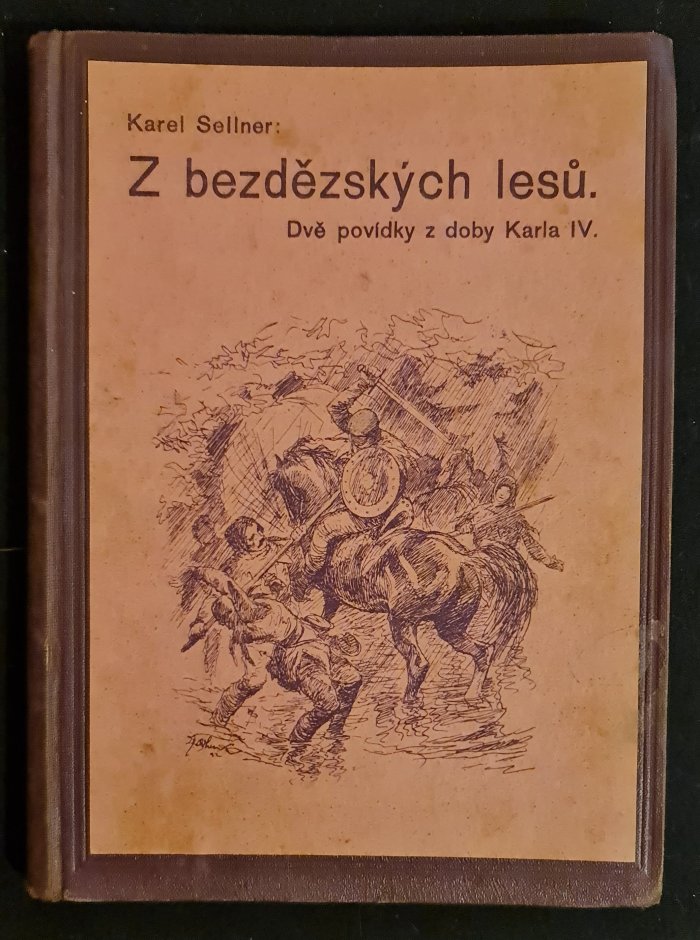 Karel Sellner:
Z bezdězských lesů.
Dvě povídky z doby Karla IV.